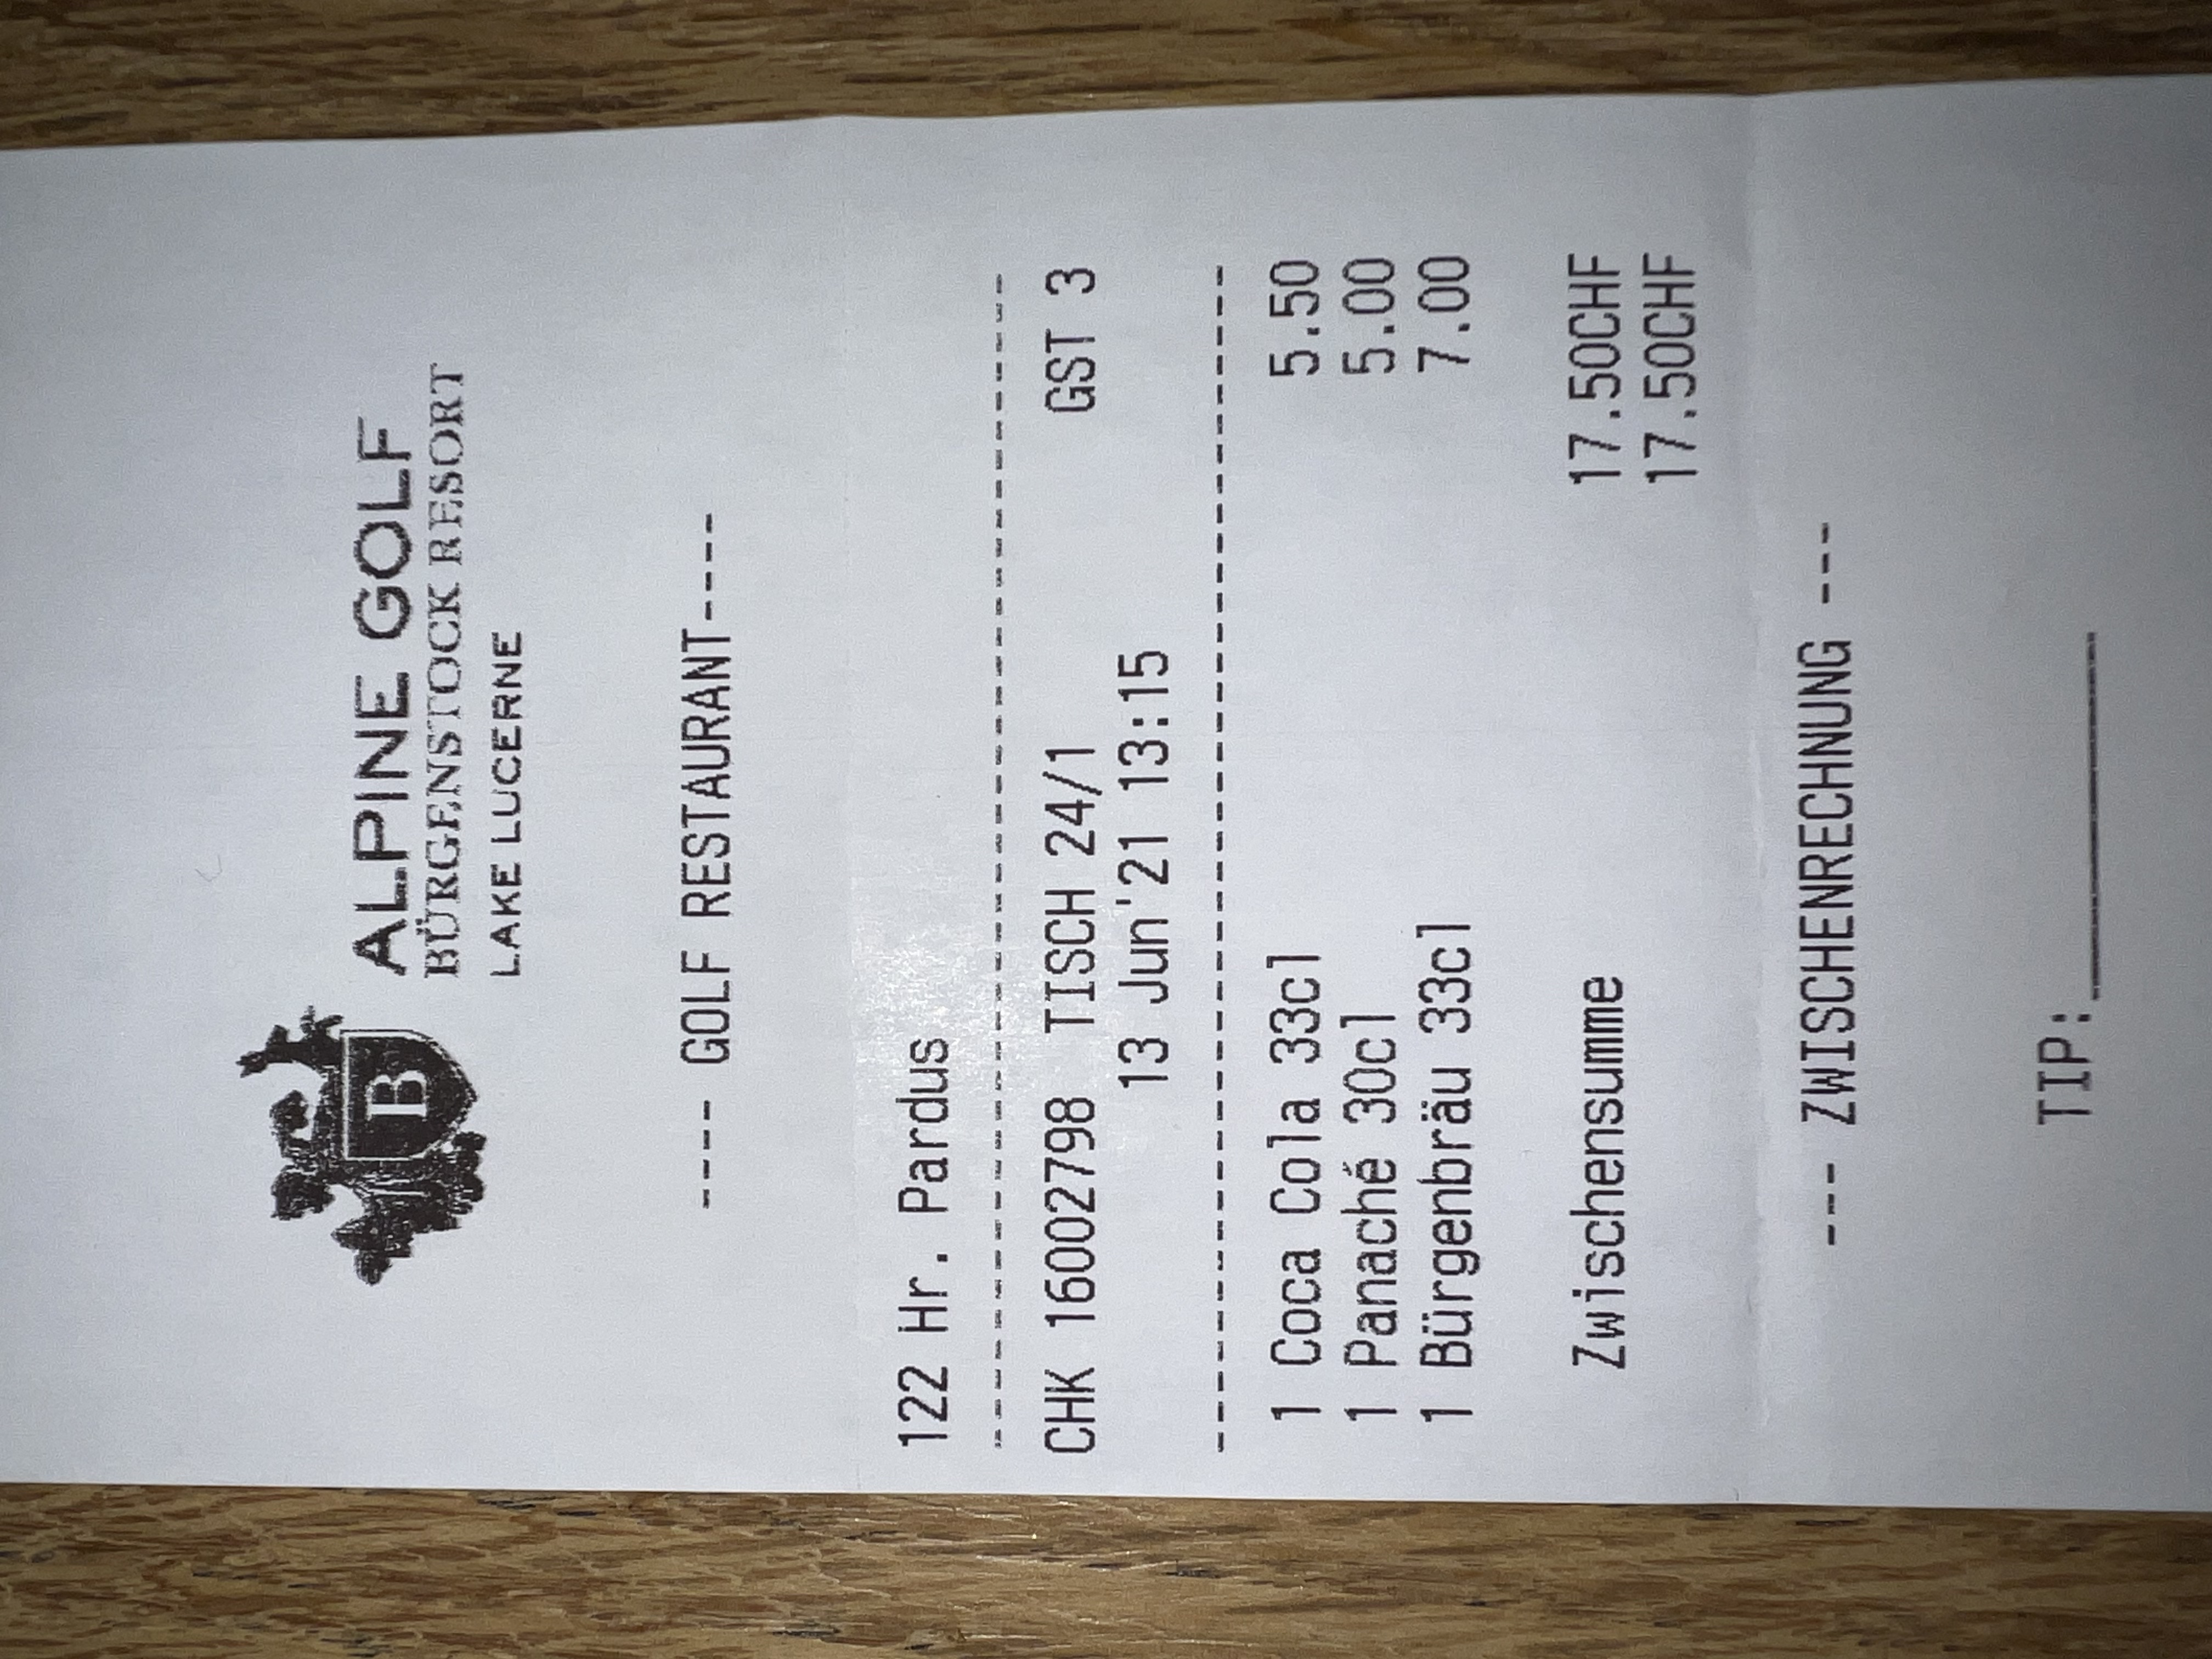 B
ALPINE GOLF
BÜRGENSTOCK RESORT
LAKE LUCERNE
---- GOLF RESTAURANT----
122 Hr. Pardus
CHK 16002798 TISCH 24/1 GST 3
13 Jun'21 13:15
1 Coca Cola 33cl 5.50
1 Panaché 30cl 5.00
1 Bürgenbräu 33cl 7.00
Zwischensumme 17.50CHF
17.50CHF
--- ZWISCHENRECHNUNG ---
TIP:____________